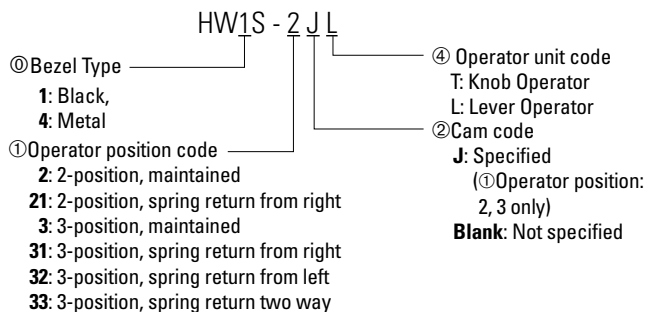 HW1S - 2 J L
⓪Bezel Type
1: Black,
4: Metal
①Operator position code
2: 2-position, maintained
21: 2-position, spring return from right
3: 3-position, maintained
31: 3-position, spring return from right
32: 3-position, spring return from left
33: 3-position, spring return two way
④ Operator unit code
T: Knob Operator
L: Lever Operator
②Cam code
J: Specified
(①Operator position:
2, 3 only)
Blank: Not specified